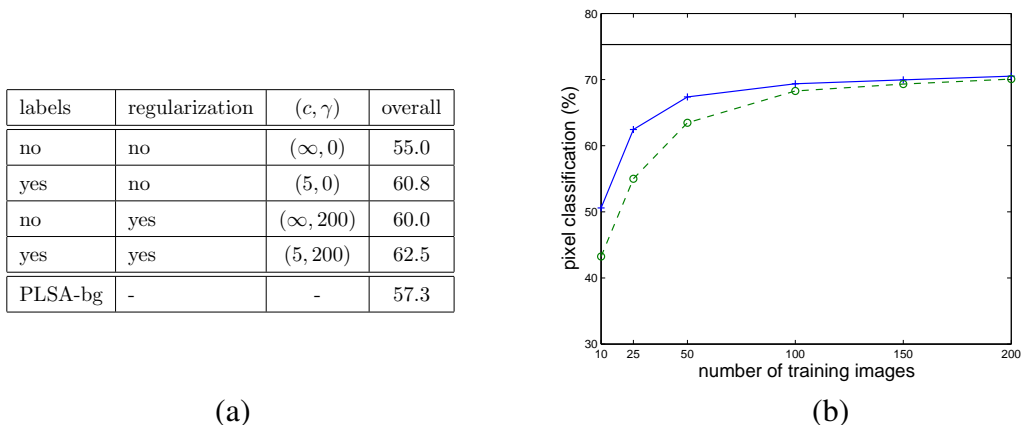 labels regularization (c, γ) overall
no no (∞, 0) 55.0
yes no (5, 0) 60.8
no yes (∞, 200) 60.0
yes yes (5, 200) 62.5
PLSA-bg - - 57.3
(a)
80
70
60
50
40
30
pixel classification (%)
10 25 50 100 150 200
number of training images
(b)